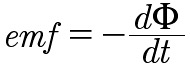 emf = −dΦ/dt